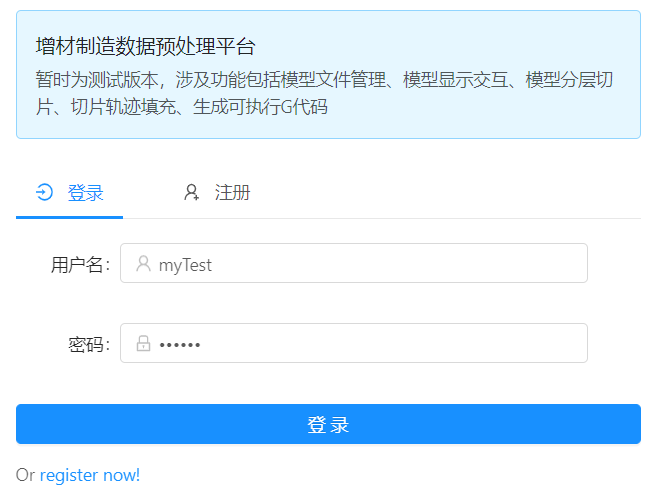 增材制造数据预处理平台
暂时为测试版本，涉及功能包括模型文件管理、模型显示交互、模型分层切
片、切片轨迹填充、生成可执行G代码
登录 注册
用户名： myTest
密码： ••••••
登录
Or register now!